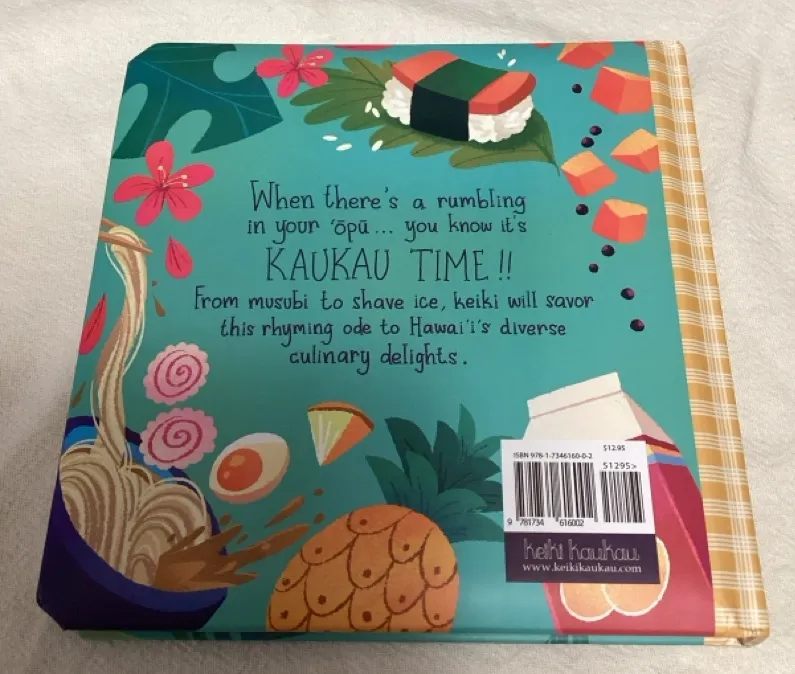 When there's a rumbling
in your 'ōpū... you know it's
KAUKAU TIME!!
From musubi to shave ice, keiki will savor
this rhyming ode to Hawai'i's diverse
culinary delights.
ISBN 978-1-7346160-0-2 $12.95
51295>
9 781734 616002
keiki kaukau
www.keikikaukau.com